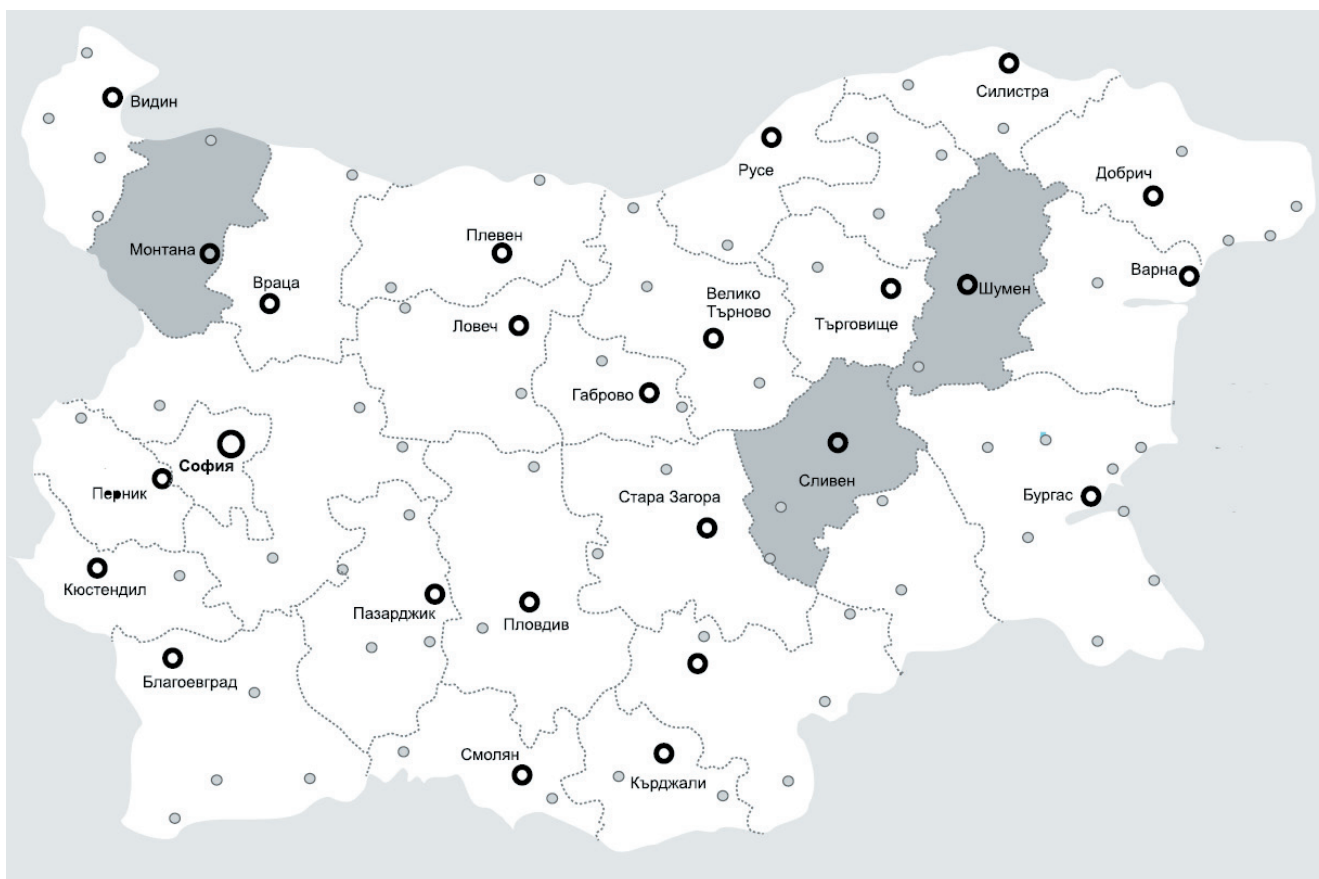 Видин
Силистра
Русе
Добрич
Монтана
Плевен
Враца
Варна
Шумен
Велико
Търново
Ловеч
Търговище
Габрово
София
Перник
Сливен
Стара Загора
Бургас
Кюстендил
Пазарджик
Пловдив
Благоевград
Смолян
Кърджали